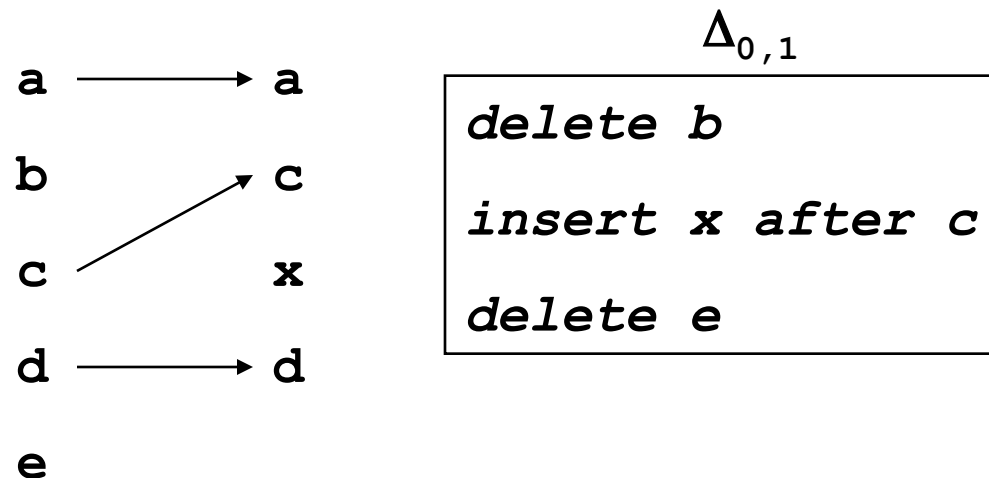 Δ0,1
a a
b c
c x
d d
e
delete b
insert x after c
delete e